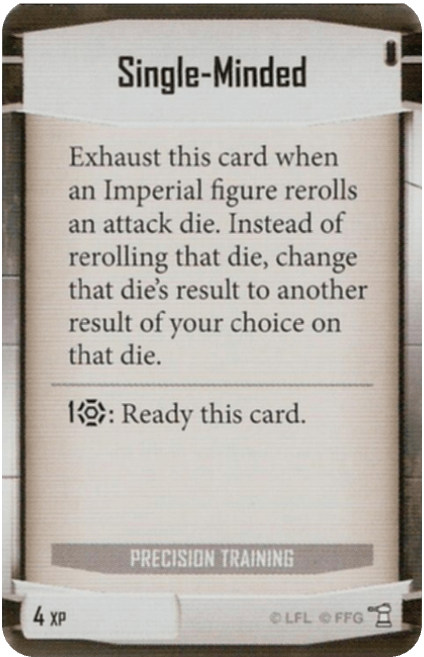 Single-Minded
Exhaust this card when
an Imperial figure rerolls
an attack die. Instead of
rerolling that die, change
that die's result to another
result of your choice on
that die.
1: Ready this card.
PRECISION TRAINING
4 XP
© LFL © FFG